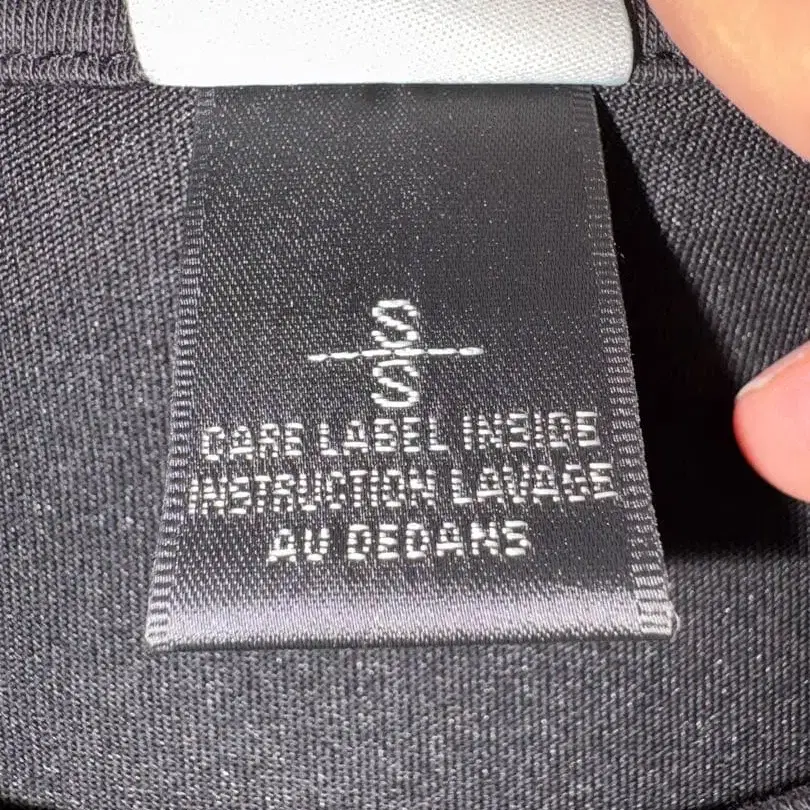 S
S
CARE LABEL INSIDE
INSTRUCTION LAVAGE
AU DEDANS